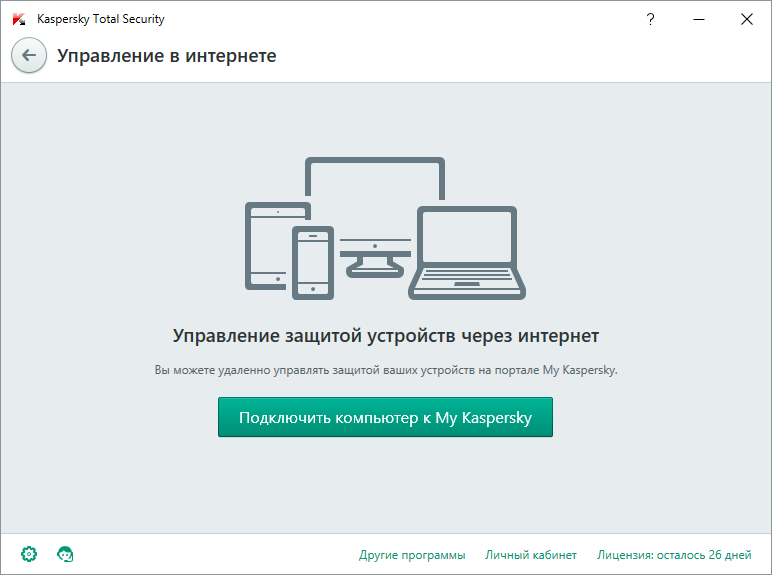 Kaspersky Total Security
?
Управление в интернете
Управление защитой устройств через интернет
Вы можете удаленно управлять защитой ваших устройств на портале My Kaspersky.
Подключить компьютер к My Kaspersky
Другие программы Личный кабинет Лицензия: осталось 26 дней